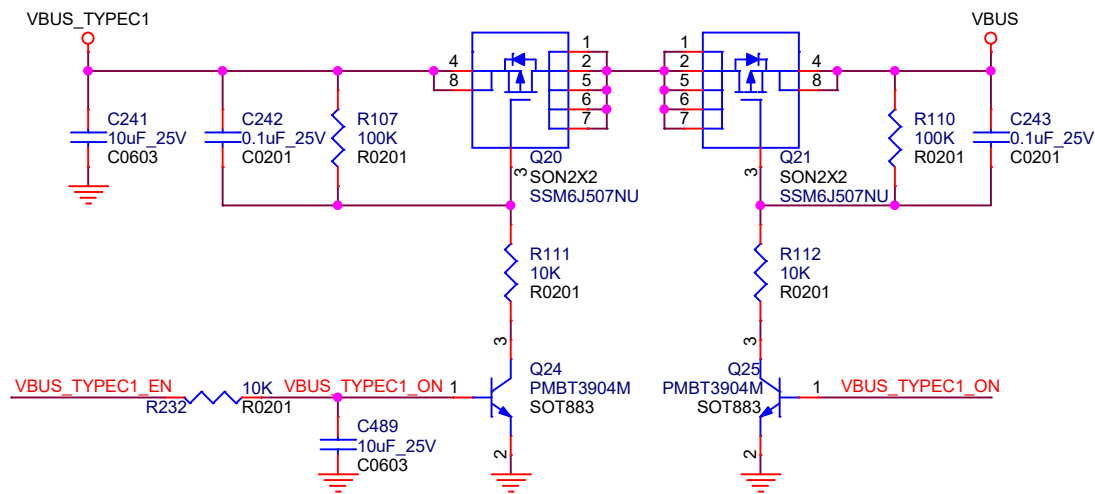 VBUS_TYPEC1
VBUS
4
8
1
2
5
6
7
1
2
5
6
7
4
8
C241
10uF_25V
C0603
C242
0.1uF_25V
C0201
R107
100K
R0201
3
Q20
SON2X2
SSM6J507NU
3
Q21
SON2X2
SSM6J507NU
R110
100K
R0201
C243
0.1uF_25V
C0201
R111
10K
R0201
R112
10K
R0201
VBUS_TYPEC1_EN
R232
10K
R0201
VBUS_TYPEC1_ON
1
3
Q24
PMBT3904M
SOT883
2
3
Q25
PMBT3904M
SOT883
2
1
VBUS_TYPEC1_ON
C489
10uF_25V
C0603